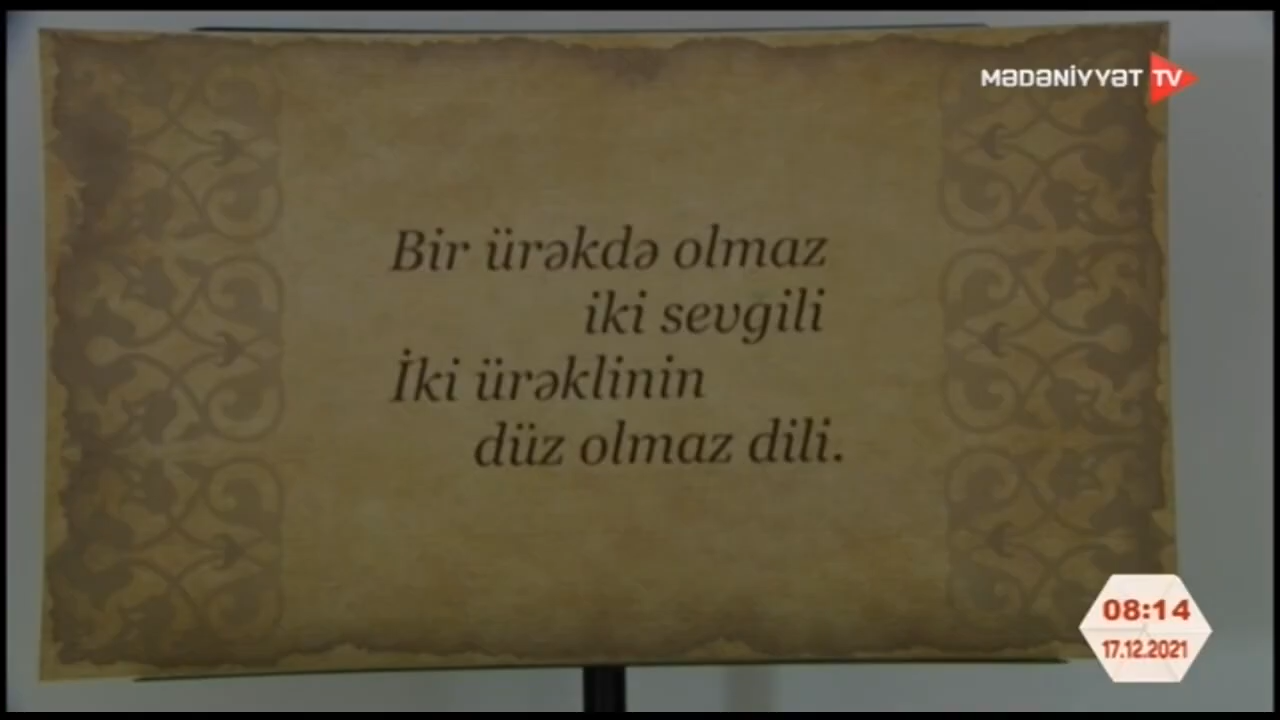 MƏDƏNİYYƏT TV
Bir ürəkdə olmaz
iki sevgili
İki ürəklinin
düz olmaz dili.
08:14
17.12.2021